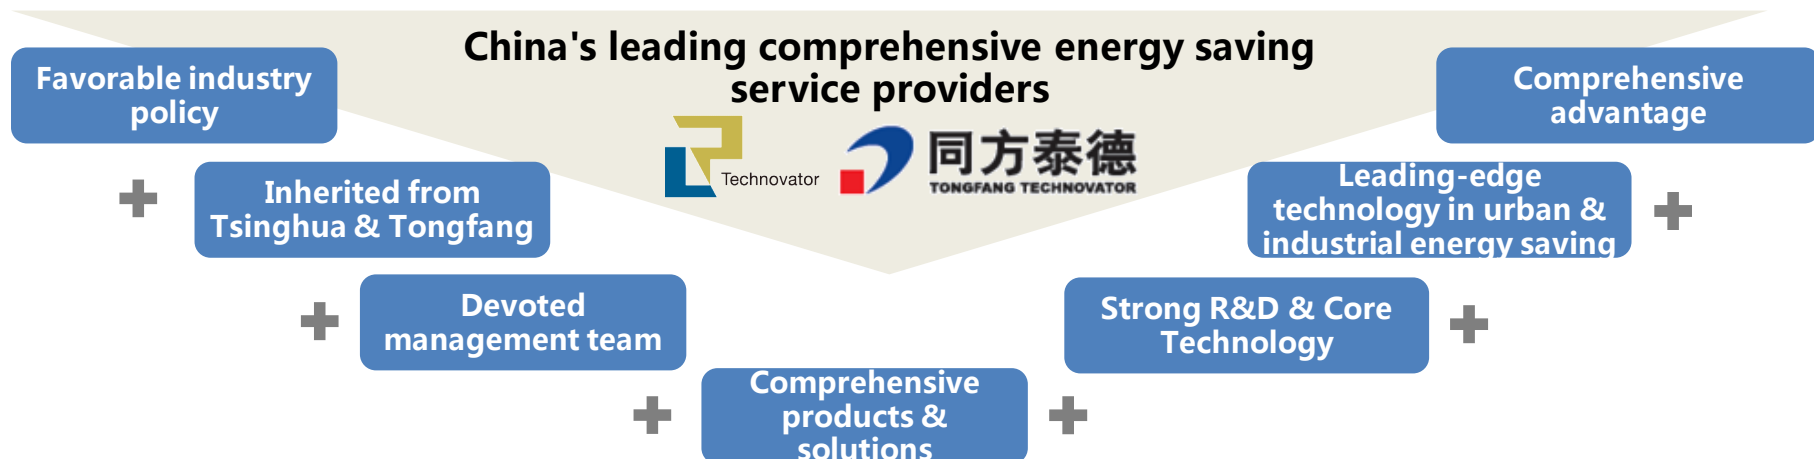 China's leading comprehensive energy saving
service providers
Technovator
同方泰德
TONGFANG TECHNOVATOR
Favorable industry
policy
Inherited from
Tsinghua & Tongfang
Devoted
management team
Comprehensive
products &
solutions
Strong R&D & Core
Technology
Leading-edge
technology in urban &
industrial energy saving
Comprehensive
advantage